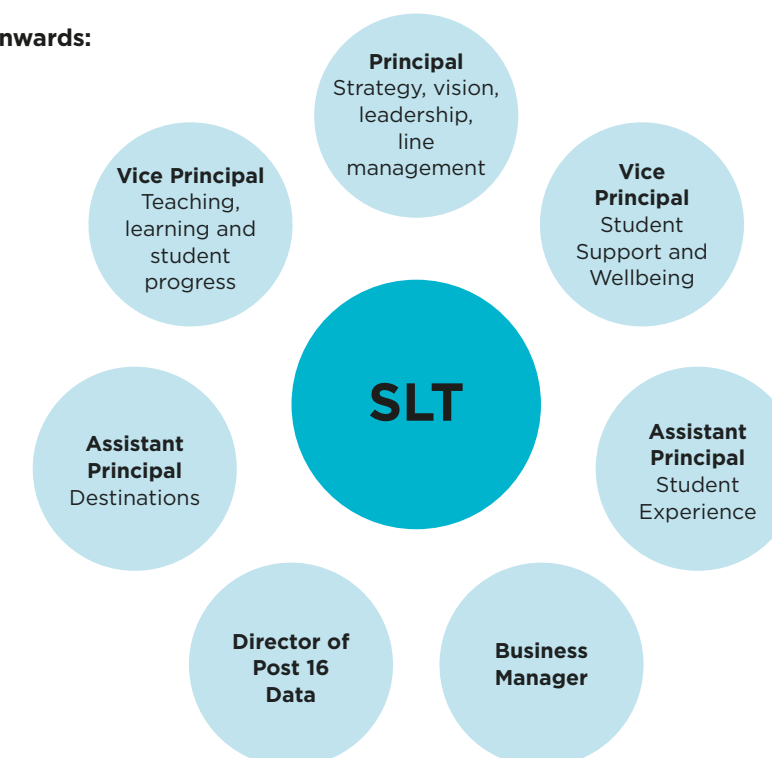 nwards:
Principal
Strategy, vision,
leadership,
line
management
Vice Principal
Teaching,
learning and
student
progress
Vice
Principal
Student
Support and
Wellbeing
SLT
Assistant
Principal
Destinations
Assistant
Principal
Student
Experience
Director of
Post 16
Data
Business
Manager